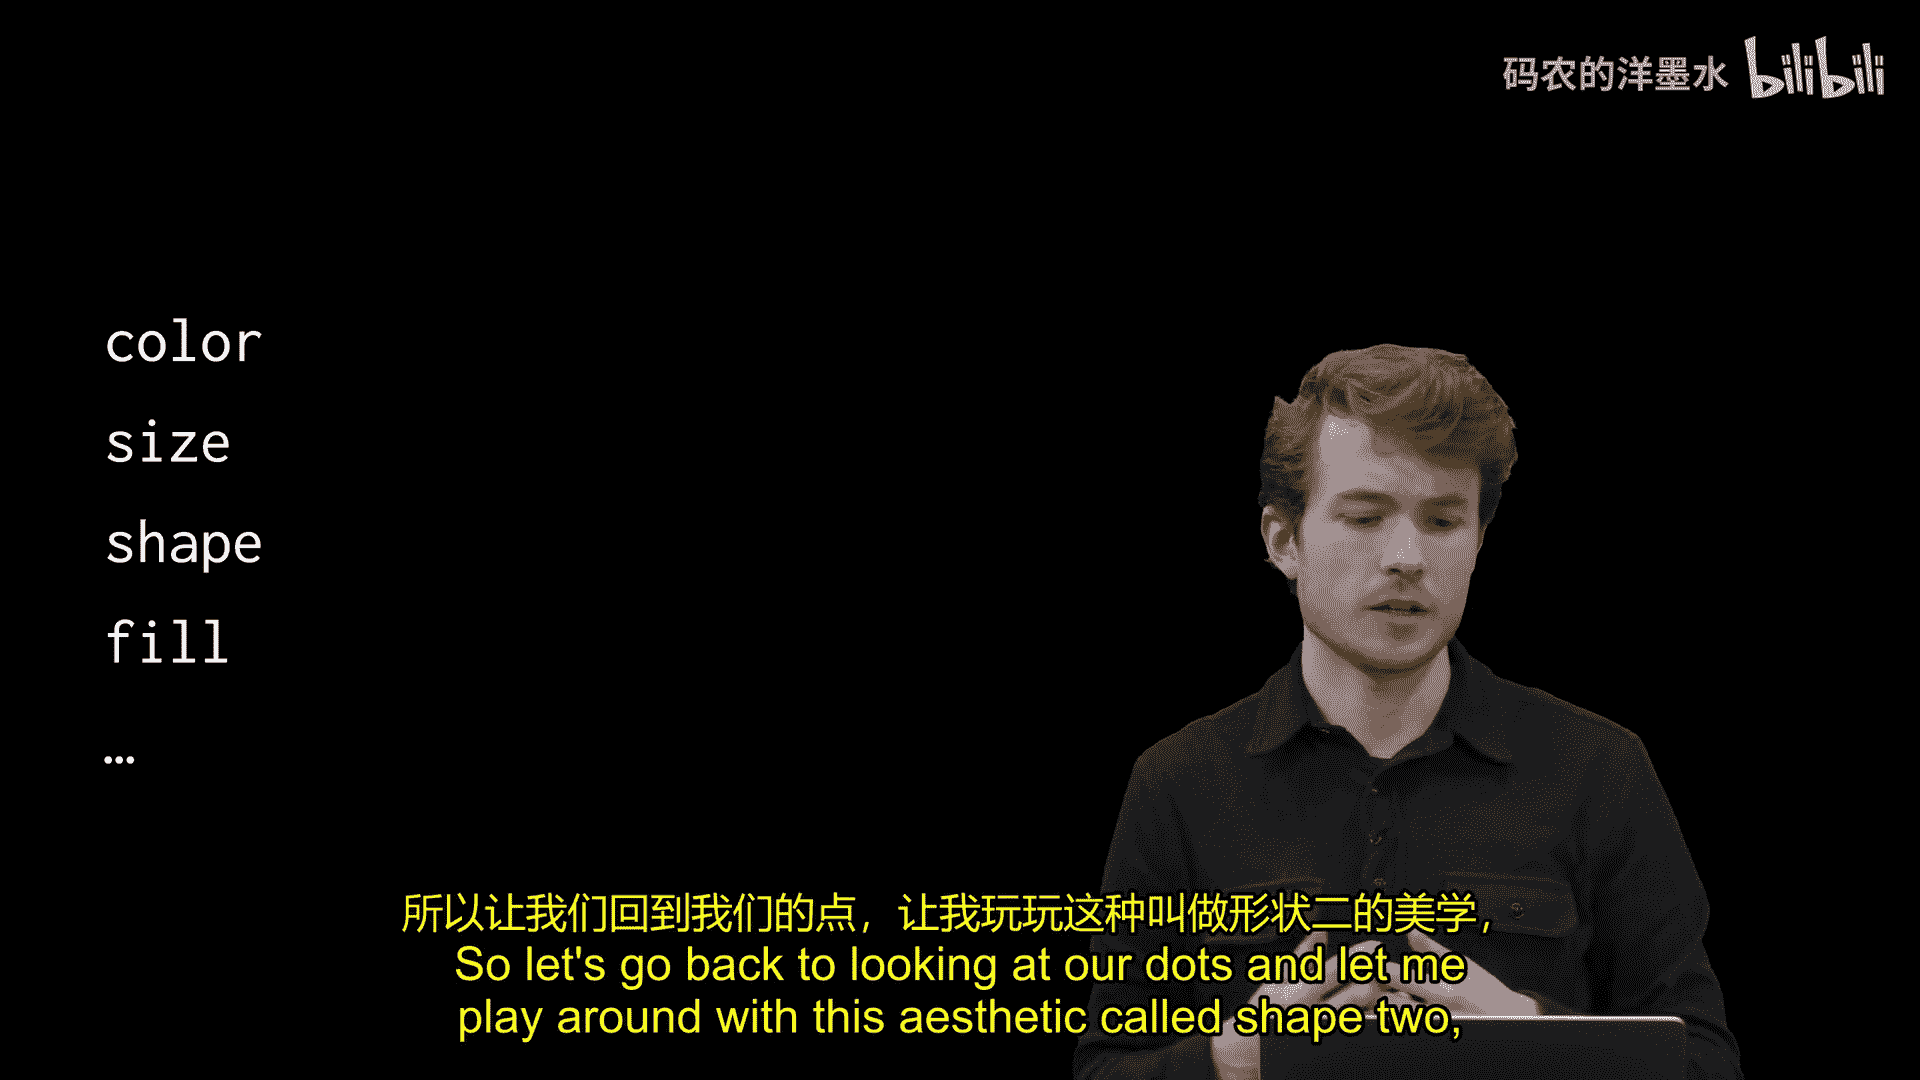 码农的洋墨水 bilibili
color
size
shape
fill
…
所以让我们回到我们的点，让我玩玩这种叫做形状二的美学，
So let's go back to looking at our dots and let me
play around with this aesthetic called shape two,